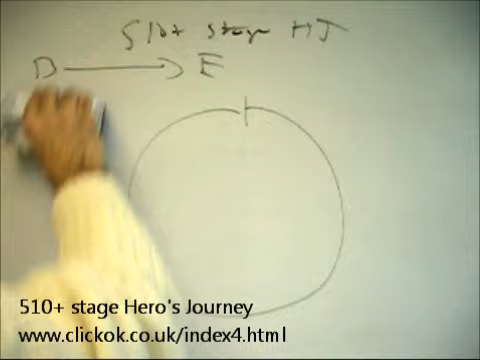 510+ stage HJ
B → E
510+ stage Hero's Journey
www.clickok.co.uk/index4.html